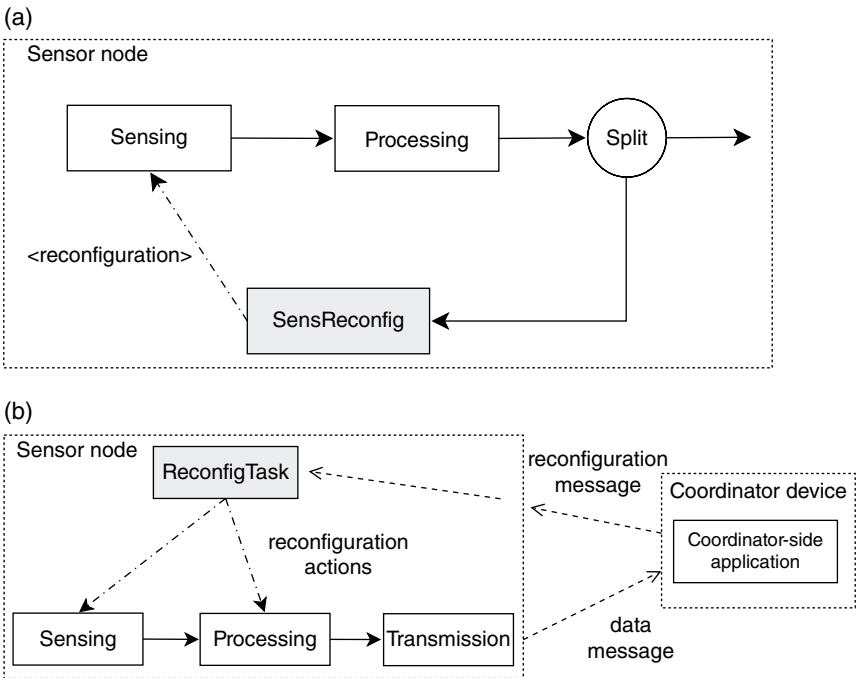 (a)
Sensor node
Sensing
Processing
Split
<reconfiguration>
SensReconfig
(b)
Sensor node
ReconfigTask
reconfiguration
message
Coordinator device
Coordinator-side
application
reconfiguration
actions
Sensing
Processing
Transmission
data
message